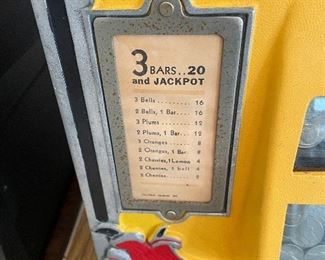 3 BARS..20
and JACKPOT
3 Bells .......... 16
2 Bells, 1 Bar.... 16
3 Plums ......... 12
2 Plums, 1 Bar... 12
3 Oranges ....... 8
2 Oranges, 1 Bar. 8
2 Cherries, 1 Lemon 4
2 Cherries, 1 bell 4
2 Cherries ....... 2